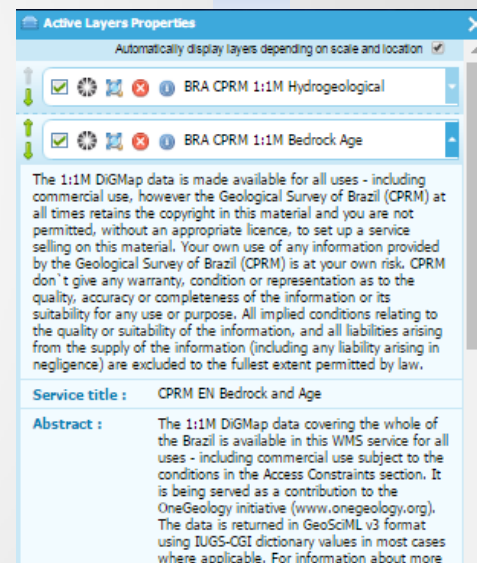 Active Layers Properties
Automatically display layers depending on scale and location
BRA CPRM 1:1M Hydrogeological
BRA CPRM 1:1M Bedrock Age
The 1:1M DiGMap data is made available for all uses - including
commercial use, however the Geological Survey of Brazil (CPRM) at
all times retains the copyright in this material and you are not
permitted, without an appropriate licence, to set up a service
selling on this material. Your own use of any information provided
by the Geological Survey of Brazil (CPRM) is at your own risk. CPRM
don`t give any warranty, condition or representation as to the
quality, accuracy or completeness of the information or its
suitability for any use or purpose. All implied conditions relating to
the quality or suitability of the information, and all liabilities arising
from the supply of the information (including any liability arising in
negligence) are excluded to the fullest extent permitted by law.
Service title : CPRM EN Bedrock and Age
Abstract : The 1:1M DiGMap data covering the whole of
the Brazil is available in this WMS service for all
uses - including commercial use subject to the
conditions in the Access Constraints section. It
is being served as a contribution to the
OneGeology initiative (www.onegeology.org).
The data is returned in GeoSciML v3 format
using IUGS-CGI dictionary values in most cases
where applicable. For information about more